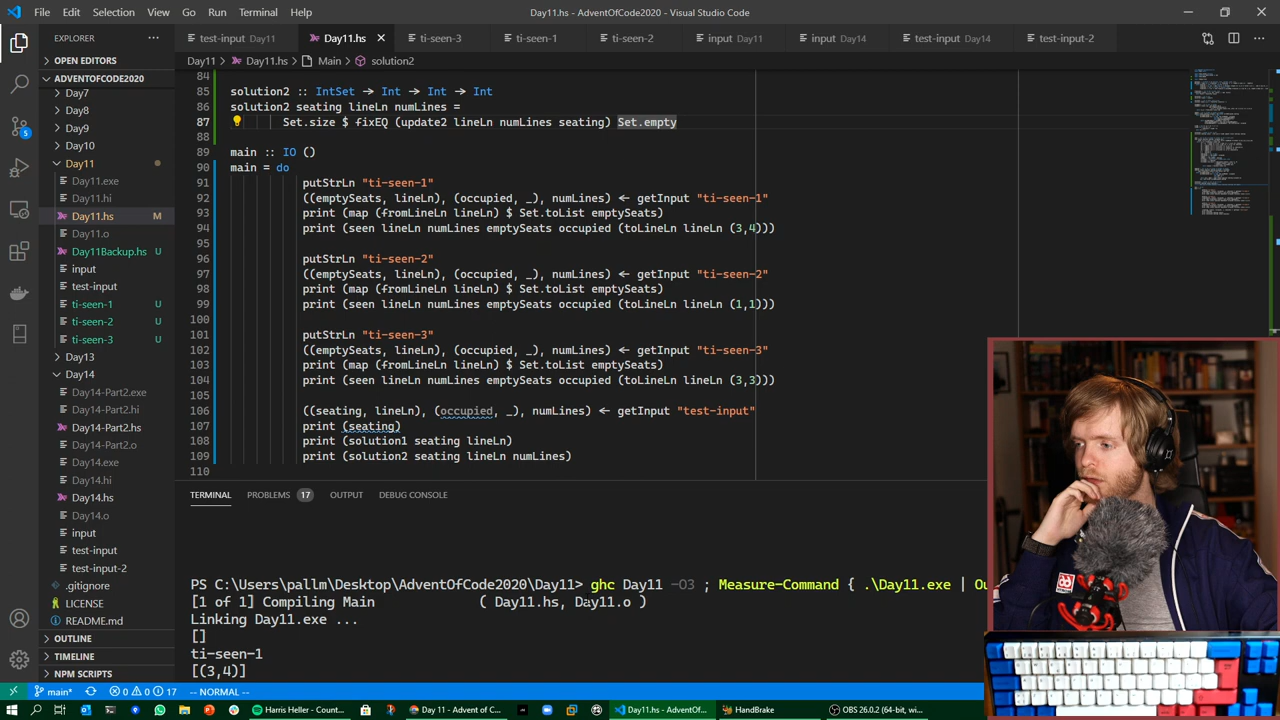 File Edit Selection View Go Run Terminal Help
Day11.hs - AdventOfCode2020 - Visual Studio Code
EXPLORER
test-input Day11
Day11.hs
ti-seen-3
ti-seen-1
ti-seen-2
input Day11
input Day14
test-input Day14
test-input-2
Day11 > Day11.hs > Main > solution2
OPEN EDITORS
ADVENTOFCODE2020
Day7
Day8
Day9
Day10
Day11
Day11.exe
Day11.hi
Day11.hs M
Day11.o
Day11Backup.hs U
input
test-input
ti-seen-1 U
ti-seen-2 U
ti-seen-3 U
Day13
Day14
Day14-Part2.exe
Day14-Part2.hi
Day14-Part2.hs
Day14-Part2.o
Day14.exe
Day14.hi
Day14.hs
Day14.o
input
test-input
test-input-2
.gitignore
LICENSE
README.md
OUTLINE
TIMELINE
NPM SCRIPTS
5
84
85 solution2 :: IntSet → Int → Int → Int
86 solution2 seating lineLn numLines =
87 Set.size $ fixEQ (update2 lineLn numLines seating) Set.empty
88
89 main :: IO ()
90 main = do
91 putStrLn "ti-seen-1"
92 ((emptySeats, lineLn), (occupied, _), numLines) ← getInput "ti-seen-1"
93 print (map (fromLineLn lineLn) $ Set.toList emptySeats)
94 print (seen lineLn numLines emptySeats occupied (toLineLn lineLn (3,4)))
95
96 putStrLn "ti-seen-2"
97 ((emptySeats, lineLn), (occupied, _), numLines) ← getInput "ti-seen-2"
98 print (map (fromLineLn lineLn) $ Set.toList emptySeats)
99 print (seen lineLn numLines emptySeats occupied (toLineLn lineLn (1,1)))
100
101 putStrLn "ti-seen-3"
102 ((emptySeats, lineLn), (occupied, _), numLines) ← getInput "ti-seen-3"
103 print (map (fromLineLn lineLn) $ Set.toList emptySeats)
104 print (seen lineLn numLines emptySeats occupied (toLineLn lineLn (3,3)))
105
106 ((seating, lineLn), (occupied, _), numLines) ← getInput "test-input"
107 print (seating)
108 print (solution1 seating lineLn)
109 print (solution2 seating lineLn numLines)
110
TERMINAL PROBLEMS 17 OUTPUT DEBUG CONSOLE
PS C:\Users\pallm\Desktop\AdventOfCode2020\Day11> ghc Day11 -O3 ; Measure-Command { .\Day11.exe | Ou
[1 of 1] Compiling Main ( Day11.hs, Day11.o )
Linking Day11.exe ...
[]
ti-seen-1
[(3,4)]
main* 0 0 17 -- NORMAL --
Harris Heller - Count...
Day 11 - Advent of C...
Day11.hs - AdventOf...
HandBrake
OBS 26.0.2 (64-bit, wi...